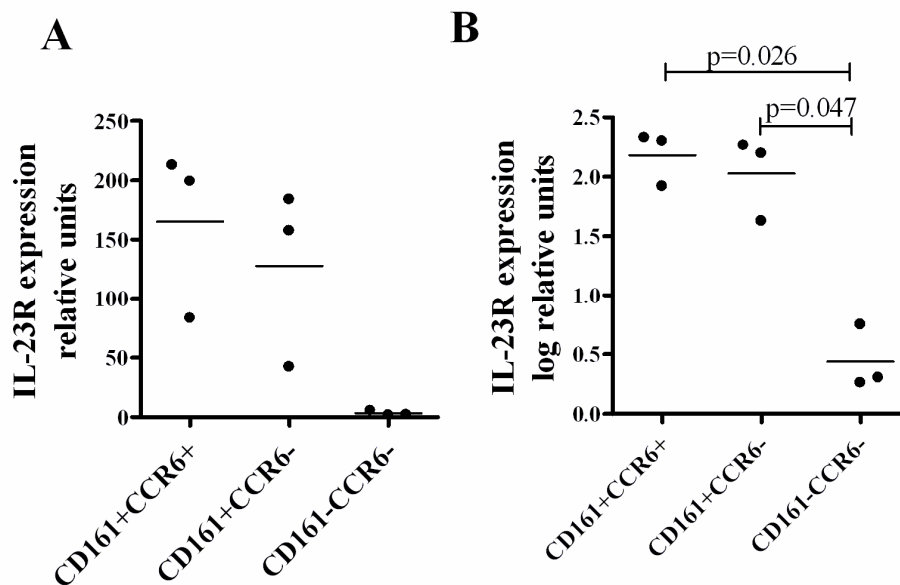 A
IL-23R expression
relative units
250
200
150
100
50
0
CD161+CCR6+
CD161+CCR6-
CD161-CCR6-
B
p=0.026
p=0.047
IL-23R expression
log relative units
2.5
2.0
1.5
1.0
0.5
0.0
CD161+CCR6+
CD161+CCR6-
CD161-CCR6-